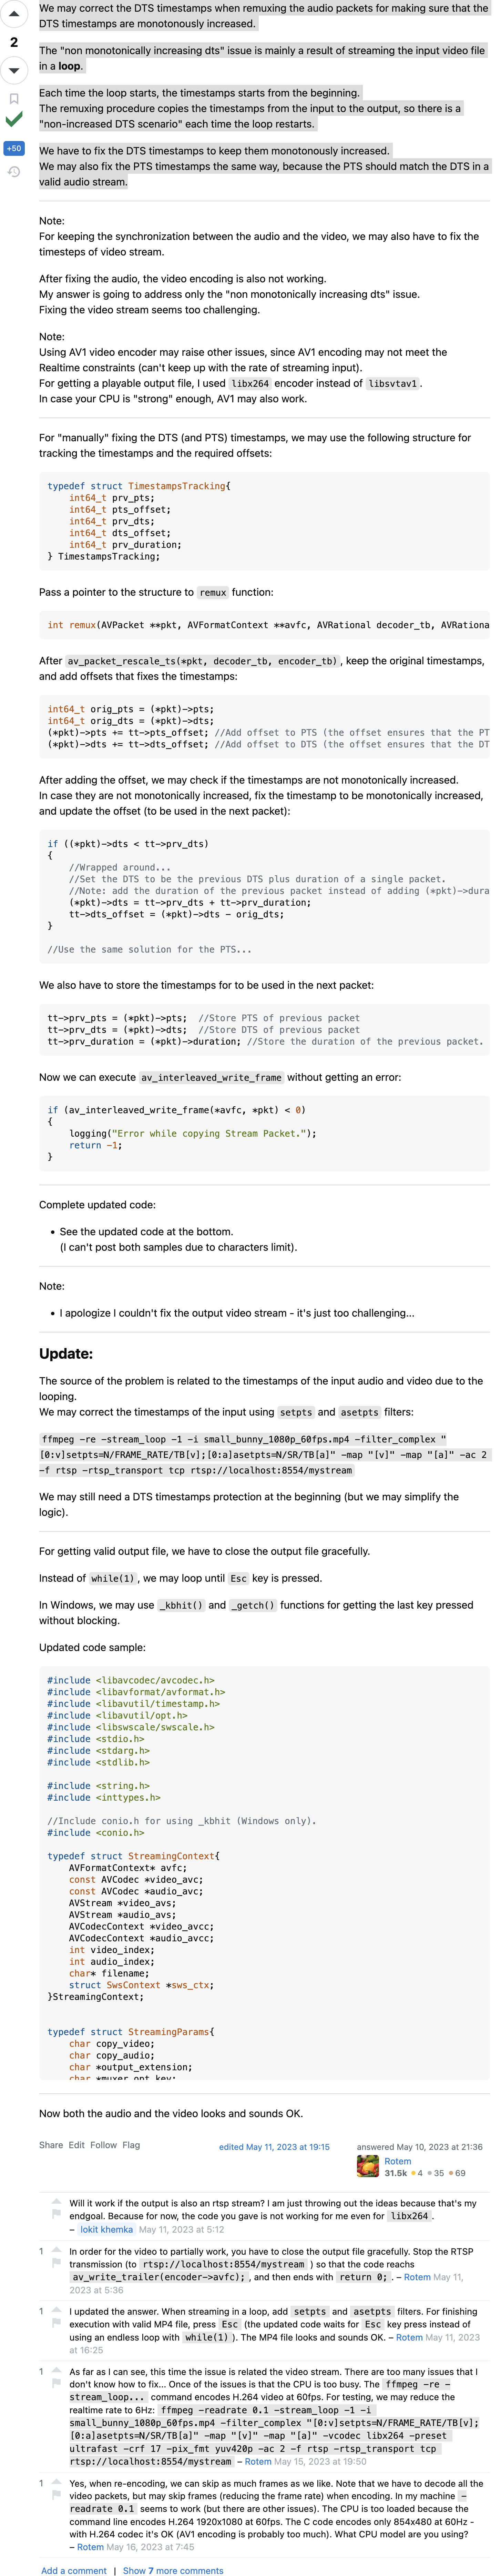 We may correct the DTS timestamps when remuxing the audio packets for making sure that the
DTS timestamps are monotonously increased.
2
The "non monotonically increasing dts" issue is mainly a result of streaming the input video file
in a loop.
Each time the loop starts, the timestamps starts from the beginning.
The remuxing procedure copies the timestamps from the input to the output, so there is a
"non-increased DTS scenario" each time the loop restarts.
+50
We have to fix the DTS timestamps to keep them monotonously increased.
We may also fix the PTS timestamps the same way, because the PTS should match the DTS in a
valid audio stream.
Note:
For keeping the synchronization between the audio and the video, we may also have to fix the
timesteps of video stream.
After fixing the audio, the video encoding is also not working.
My answer is going to address only the "non monotonically increasing dts" issue.
Fixing the video stream seems too challenging.
Note:
Using AV1 video encoder may raise other issues, since AV1 encoding may not meet the
Realtime constraints (can't keep up with the rate of streaming input).
For getting a playable output file, I used libx264 encoder instead of libsvtav1.
In case your CPU is "strong" enough, AV1 may also work.
For "manually" fixing the DTS (and PTS) timestamps, we may use the following structure for
tracking the timestamps and the required offsets:
typedef struct TimestampsTracking{
    int64_t prv_pts;
    int64_t pts_offset;
    int64_t prv_dts;
    int64_t dts_offset;
    int64_t prv_duration;
} TimestampsTracking;
Pass a pointer to the structure to remux function:
int remux(AVPacket **pkt, AVFormatContext **avfc, AVRational decoder_tb, AVRationa
After av_packet_rescale_ts(*pkt, decoder_tb, encoder_tb), keep the original timestamps,
and add offsets that fixes the timestamps:
int64_t orig_pts = (*pkt)->pts;
int64_t orig_dts = (*pkt)->dts;
(*pkt)->pts += tt->pts_offset; //Add offset to PTS (the offset ensures that the PT
(*pkt)->dts += tt->dts_offset; //Add offset to DTS (the offset ensures that the DT
After adding the offset, we may check if the timestamps are not monotonically increased.
In case they are not monotonically increased, fix the timestamp to be monotonically increased,
and update the offset (to be used in the next packet):
if ((*pkt)->dts < tt->prv_dts)
{
    //Wrapped around...
    //Set the DTS to be the previous DTS plus duration of a single packet.
    //Note: add the duration of the previous packet instead of adding (*pkt)->dura
    (*pkt)->dts = tt->prv_dts + tt->prv_duration;
    tt->dts_offset = (*pkt)->dts - orig_dts;
}
//Use the same solution for the PTS...
We also have to store the timestamps for to be used in the next packet:
tt->prv_pts = (*pkt)->pts;  //Store PTS of previous packet
tt->prv_dts = (*pkt)->dts;  //Store DTS of previous packet
tt->prv_duration = (*pkt)->duration; //Store the duration of the previous packet.
Now we can execute av_interleaved_write_frame without getting an error:
if (av_interleaved_write_frame(*avfc, *pkt) < 0)
{
    logging("Error while copying Stream Packet.");
    return -1;
}
Complete updated code:
• See the updated code at the bottom.
(I can't post both samples due to characters limit).
Note:
• I apologize I couldn't fix the output video stream - it's just too challenging...
Update:
The source of the problem is related to the timestamps of the input audio and video due to the
looping.
We may correct the timestamps of the input using setpts and asetpts filters:
ffmpeg -re -stream_loop -1 -i small_bunny_1080p_60fps.mp4 -filter_complex "
[0:v]setpts=N/FRAME_RATE/TB[v];[0:a]asetpts=N/SR/TB[a]" -map "[v]" -map "[a]" -ac 2
-f rtsp -rtsp_transport tcp rtsp://localhost:8554/mystream
We may still need a DTS timestamps protection at the beginning (but we may simplify the
logic).
For getting valid output file, we have to close the output file gracefully.
Instead of while(1), we may loop until Esc key is pressed.
In Windows, we may use _kbhit() and _getch() functions for getting the last key pressed
without blocking.
Updated code sample:
#include <libavcodec/avcodec.h>
#include <libavformat/avformat.h>
#include <libavutil/timestamp.h>
#include <libavutil/opt.h>
#include <libswscale/swscale.h>
#include <stdio.h>
#include <stdarg.h>
#include <stdlib.h>
#include <string.h>
#include <inttypes.h>
//Include conio.h for using _kbhit (Windows only).
#include <conio.h>
typedef struct StreamingContext{
    AVFormatContext* avfc;
    const AVCodec *video_avc;
    const AVCodec *audio_avc;
    AVStream *video_avs;
    AVStream *audio_avs;
    AVCodecContext *video_avcc;
    AVCodecContext *audio_avcc;
    int video_index;
    int audio_index;
    char* filename;
    struct SwsContext *sws_ctx;
}StreamingContext;
typedef struct StreamingParams{
    char copy_video;
    char copy_audio;
    char *output_extension;
    char *muxer_opt_key;
Now both the audio and the video looks and sounds OK.
Share Edit Follow Flag
edited May 11, 2023 at 19:15
answered May 10, 2023 at 21:36
Rotem
31.5k 4 35 69
Will it work if the output is also an rtsp stream? I am just throwing out the ideas because that's my
endgoal. Because for now, the code you gave is not working for me even for libx264.
– lokit khemka May 11, 2023 at 5:12
1 In order for the video to partially work, you have to close the output file gracefully. Stop the RTSP
transmission (to rtsp://localhost:8554/mystream ) so that the code reaches
av_write_trailer(encoder->avfc);, and then ends with return 0;. – Rotem May 11,
2023 at 5:36
1 I updated the answer. When streaming in a loop, add setpts and asetpts filters. For finishing
execution with valid MP4 file, press Esc (the updated code waits for Esc key press instead of
using an endless loop with while(1) ). The MP4 file looks and sounds OK. – Rotem May 11, 2023
at 16:25
1 As far as I can see, this time the issue is related the video stream. There are too many issues that I
don't know how to fix... Once of the issues is that the CPU is too busy. The ffmpeg -re -
stream_loop... command encodes H.264 video at 60fps. For testing, we may reduce the
realtime rate to 6Hz: ffmpeg -readrate 0.1 -stream_loop -1 -i
small_bunny_1080p_60fps.mp4 -filter_complex "[0:v]setpts=N/FRAME_RATE/TB[v];
[0:a]asetpts=N/SR/TB[a]" -map "[v]" -map "[a]" -vcodec libx264 -preset
ultrafast -crf 17 -pix_fmt yuv420p -ac 2 -f rtsp -rtsp_transport tcp
rtsp://localhost:8554/mystream – Rotem May 15, 2023 at 19:50
1 Yes, when re-encoding, we can skip as much frames as we like. Note that we have to decode all the
video packets, but may skip frames (reducing the frame rate) when encoding. In my machine -
readrate 0.1 seems to work (but there are other issues). The CPU is too loaded because the
command line encodes H.264 1920x1080 at 60fps. The C code encodes only 854x480 at 60Hz -
with H.264 codec it's OK (AV1 encoding is probably too much). What CPU model are you using?
– Rotem May 16, 2023 at 7:45
Add a comment | Show 7 more comments